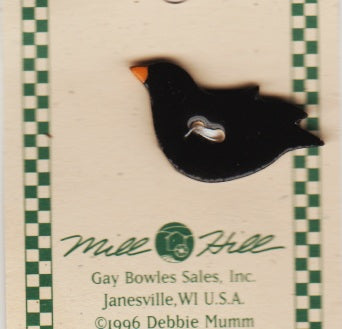 Mill Hill
Gay Bowles Sales, Inc.
Janesville, WI U.S.A.
©1996 Debbie Mumm